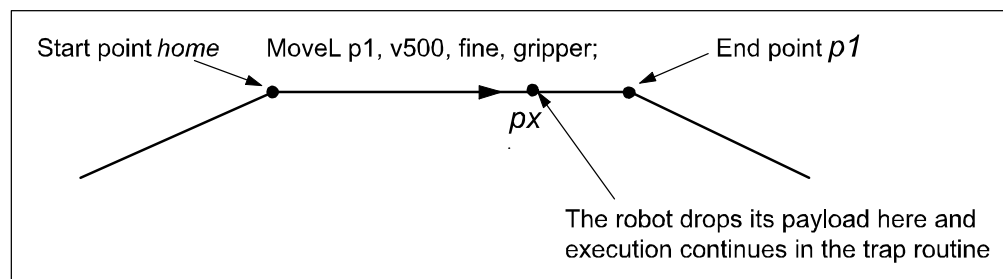 Start point home
MoveL p1, v500, fine, gripper;
End point p1
px
The robot drops its payload here and
execution continues in the trap routine